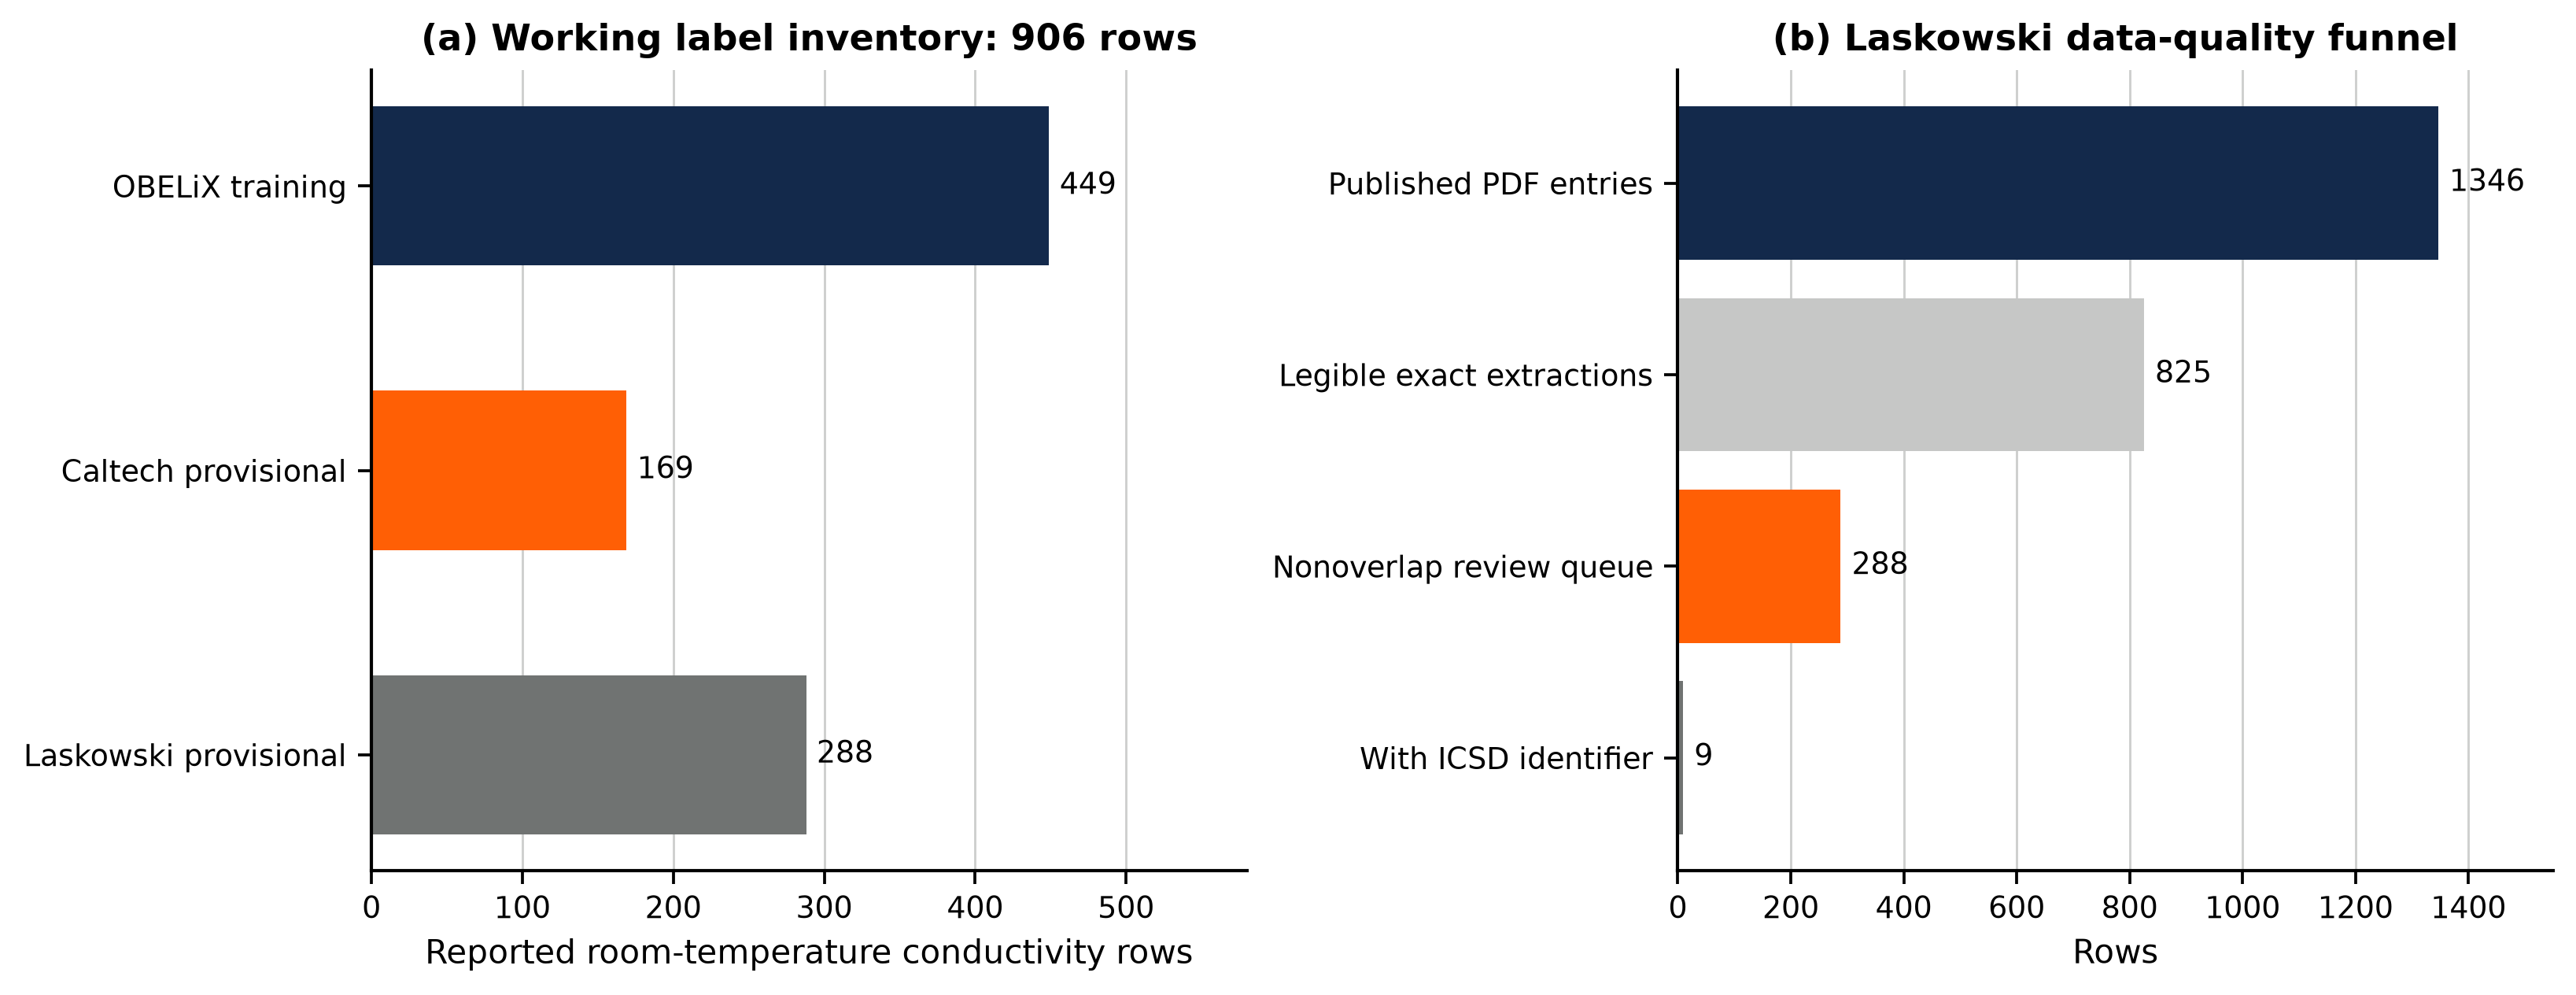 (a) Working label inventory: 906 rows
OBELiX training
449
Caltech provisional
169
Laskowski provisional
288
0 100 200 300 400 500
Reported room-temperature conductivity rows
(b) Laskowski data-quality funnel
Published PDF entries
1346
Legible exact extractions
825
Nonoverlap review queue
288
With ICSD identifier
9
0 200 400 600 800 1000 1200 1400
Rows